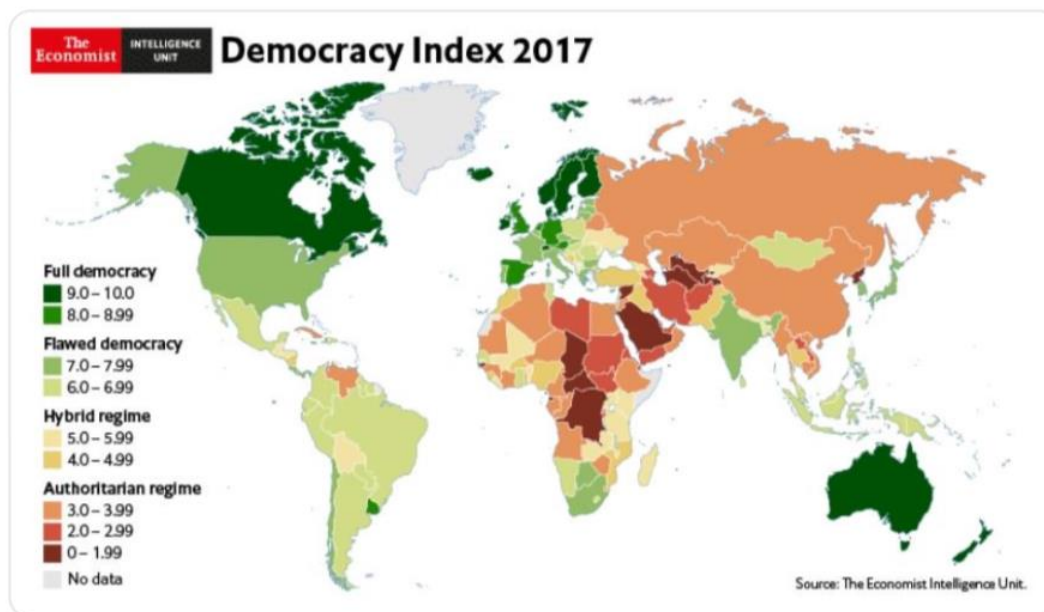 The
Economist
INTELLIGENCE
UNIT
Democracy Index 2017
Full democracy
9.0 – 10.0
8.0 – 8.99
Flawed democracy
7.0 – 7.99
6.0 – 6.99
Hybrid regime
5.0 – 5.99
4.0 – 4.99
Authoritarian regime
3.0 – 3.99
2.0 – 2.99
0 – 1.99
No data
Source: The Economist Intelligence Unit.